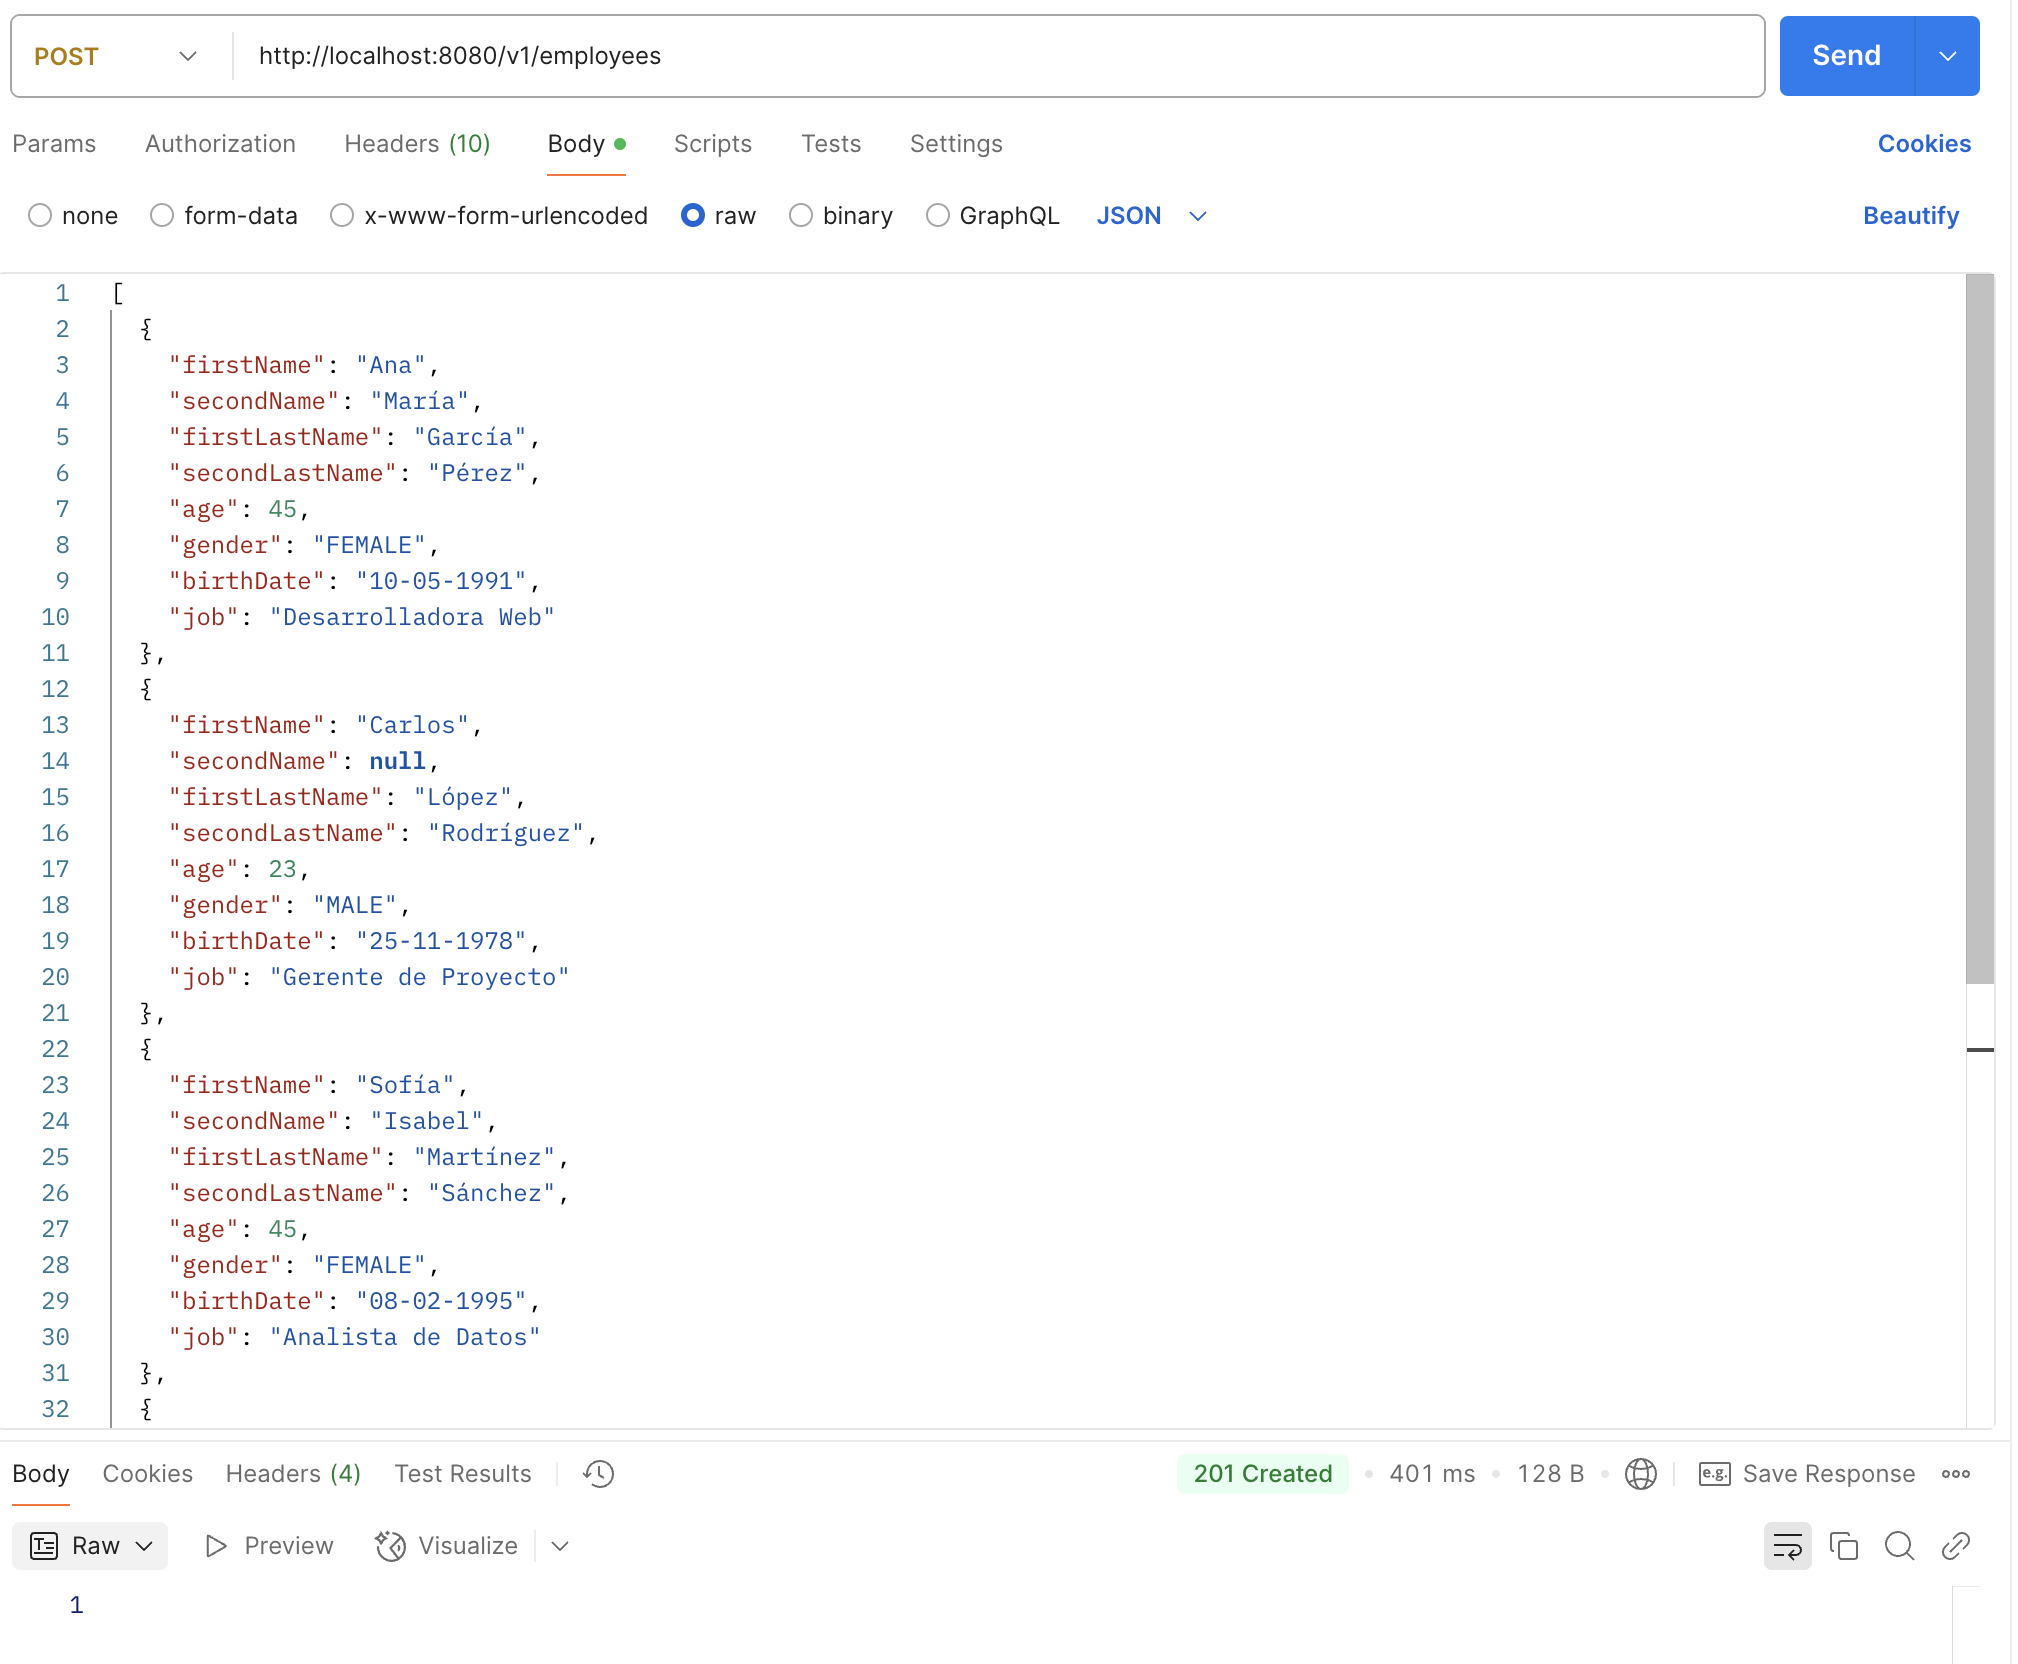 POST http://localhost:8080/v1/employees Send
Params Authorization Headers (10) Body Scripts Tests Settings Cookies
none form-data x-www-form-urlencoded raw binary GraphQL JSON Beautify
1 [
2 {
3 "firstName": "Ana",
4 "secondName": "María",
5 "firstLastName": "García",
6 "secondLastName": "Pérez",
7 "age": 45,
8 "gender": "FEMALE",
9 "birthDate": "10-05-1991",
10 "job": "Desarrolladora Web"
11 },
12 {
13 "firstName": "Carlos",
14 "secondName": null,
15 "firstLastName": "López",
16 "secondLastName": "Rodríguez",
17 "age": 23,
18 "gender": "MALE",
19 "birthDate": "25-11-1978",
20 "job": "Gerente de Proyecto"
21 },
22 {
23 "firstName": "Sofía",
24 "secondName": "Isabel",
25 "firstLastName": "Martínez",
26 "secondLastName": "Sánchez",
27 "age": 45,
28 "gender": "FEMALE",
29 "birthDate": "08-02-1995",
30 "job": "Analista de Datos"
31 },
32 {
Body Cookies Headers (4) Test Results 201 Created 401 ms 128 B e.g. Save Response
Raw Preview Visualize
1